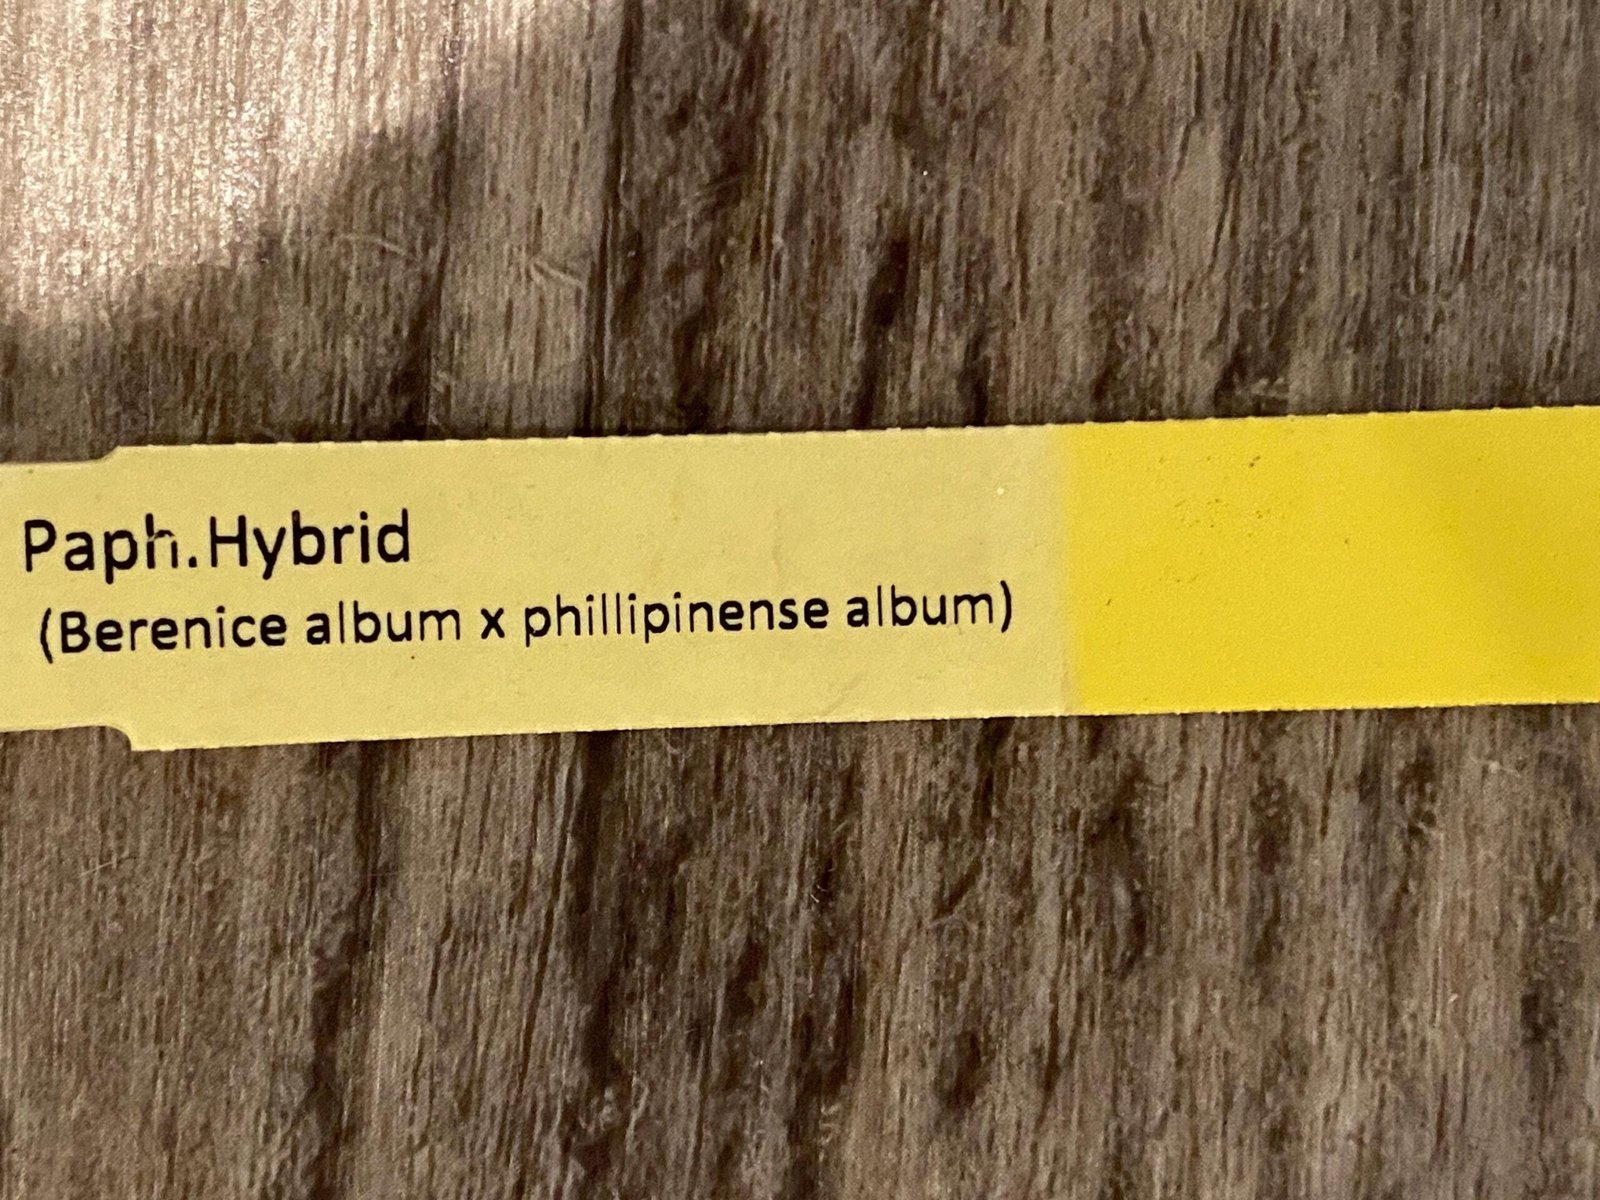 Paph.Hybrid
(Berenice album x phillipinense album)